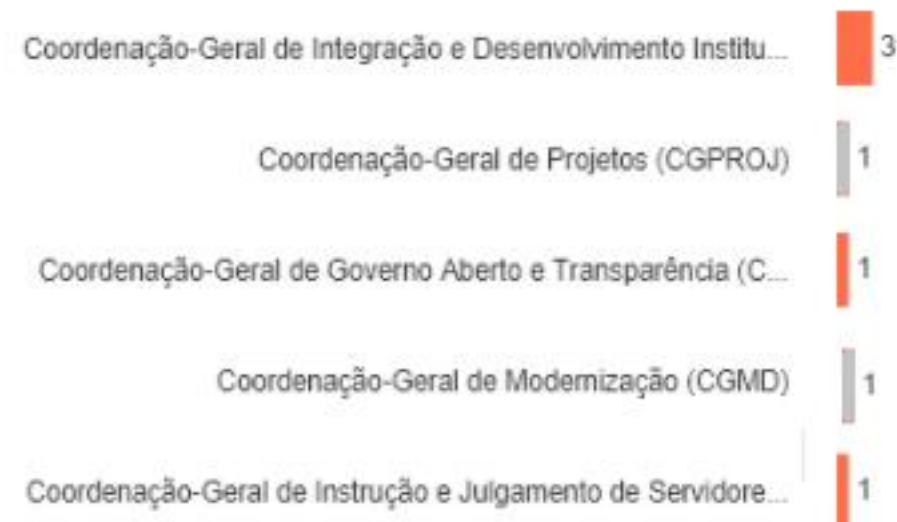 Coordenação-Geral de Integração e Desenvolvimento Institu... 3
Coordenação-Geral de Projetos (CGPROJ) 1
Coordenação-Geral de Governo Aberto e Transparência (C... 1
Coordenação-Geral de Modernização (CGMD) 1
Coordenação-Geral de Instrução e Julgamento de Servidore... 1